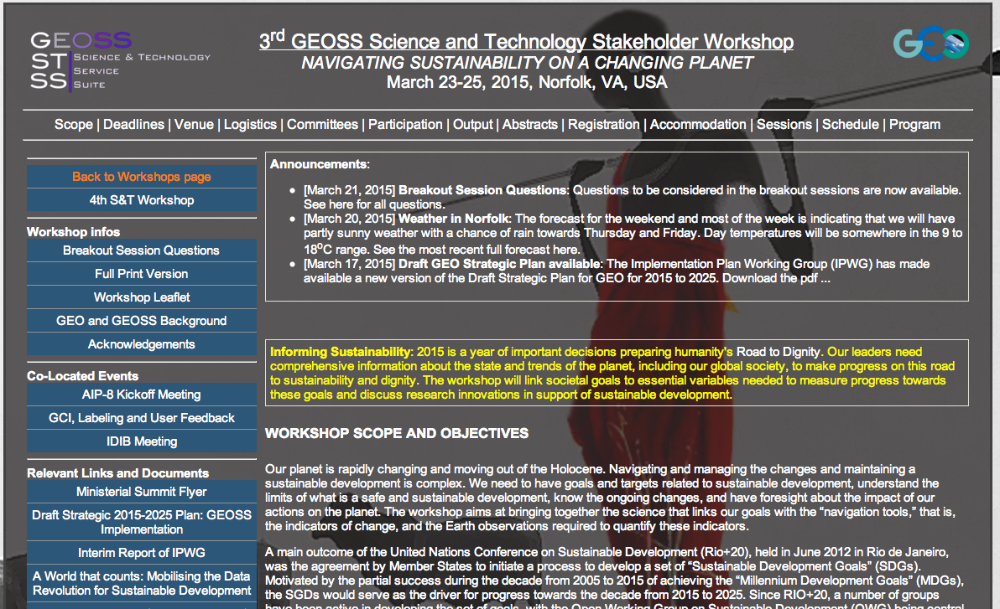 GEOSS
ST SCIENCE & TECHNOLOGY
SERVICE
SS SUITE
3rd GEOSS Science and Technology Stakeholder Workshop
NAVIGATING SUSTAINABILITY ON A CHANGING PLANET
March 23-25, 2015, Norfolk, VA, USA
GEO
Scope | Deadlines | Venue | Logistics | Committees | Participation | Output | Abstracts | Registration | Accommodation | Sessions | Schedule | Program
Back to Workshops page
4th S&T Workshop
Workshop infos
Breakout Session Questions
Full Print Version
Workshop Leaflet
GEO and GEOSS Background
Acknowledgements
Co-Located Events
AIP-8 Kickoff Meeting
GCI, Labeling and User Feedback
IDIB Meeting
Relevant Links and Documents
Ministerial Summit Flyer
Draft Strategic 2015-2025 Plan: GEOSS
Implementation
Interim Report of IPWG
A World that counts: Mobilising the Data
Revolution for Sustainable Development
Announcements:
• [March 21, 2015] Breakout Session Questions: Questions to be considered in the breakout sessions are now available.
See here for all questions.
• [March 20, 2015] Weather in Norfolk: The forecast for the weekend and most of the week is indicating that we will have
partly sunny weather with a chance of rain towards Thursday and Friday. Day temperatures will be somewhere in the 9 to
18ºC range. See the most recent full forecast here.
• [March 17, 2015] Draft GEO Strategic Plan available: The Implementation Plan Working Group (IPWG) has made
available a new version of the Draft Strategic Plan for GEO for 2015 to 2025. Download the pdf ...
Informing Sustainability: 2015 is a year of important decisions preparing humanity's Road to Dignity. Our leaders need
comprehensive information about the state and trends of the planet, including our global society, to make progress on this road
to sustainability and dignity. The workshop will link societal goals to essential variables needed to measure progress towards
these goals and discuss research innovations in support of sustainable development.
WORKSHOP SCOPE AND OBJECTIVES
Our planet is rapidly changing and moving out of the Holocene. Navigating and managing the changes and maintaining a
sustainable development is complex. We need to have goals and targets related to sustainable development, understand the
limits of what is a safe and sustainable development, know the ongoing changes, and have foresight about the impact of our
actions on the planet. The workshop aims at bringing together the science that links our goals with the “navigation tools,” that is,
the indicators of change, and the Earth observations required to quantify these indicators.
A main outcome of the United Nations Conference on Sustainable Development (Rio+20), held in June 2012 in Rio de Janeiro,
was the agreement by Member States to initiate a process to develop a set of “Sustainable Development Goals” (SDGs).
Motivated by the partial success during the decade from 2005 to 2015 of achieving the “Millennium Development Goals” (MDGs),
the SGDs would serve as the driver for progress towards the decade from 2015 to 2025. Since RIO+20, a number of groups
have been active in developing the set of goals, with the Open Working Group on Sustainable Development (OWG) being central